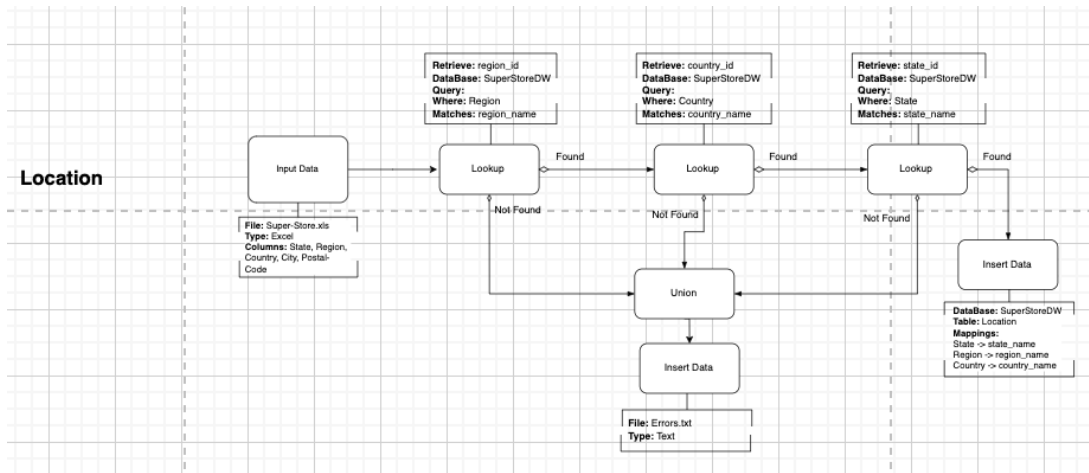 Retrieve: region_id
DataBase: SuperStoreDW
Query:
Where: Region
Matches: region_name
Retrieve: country_id
DataBase: SuperStoreDW
Query:
Where: Country
Matches: country_name
Retrieve: state_id
DataBase: SuperStoreDW
Query:
Where: State
Matches: state_name
Location
Input Data
Lookup
Found
Lookup
Found
Lookup
Found
Not Found
Not Found
Not Found
File: Super-Store.xls
Type: Excel
Columns: State, Region,
Country, City, Postal-
Code
Union
Insert Data
DataBase: SuperStoreDW
Table: Location
Mappings:
State -> state_name
Region -> region_name
Country -> country_name
Insert Data
File: Errors.txt
Type: Text